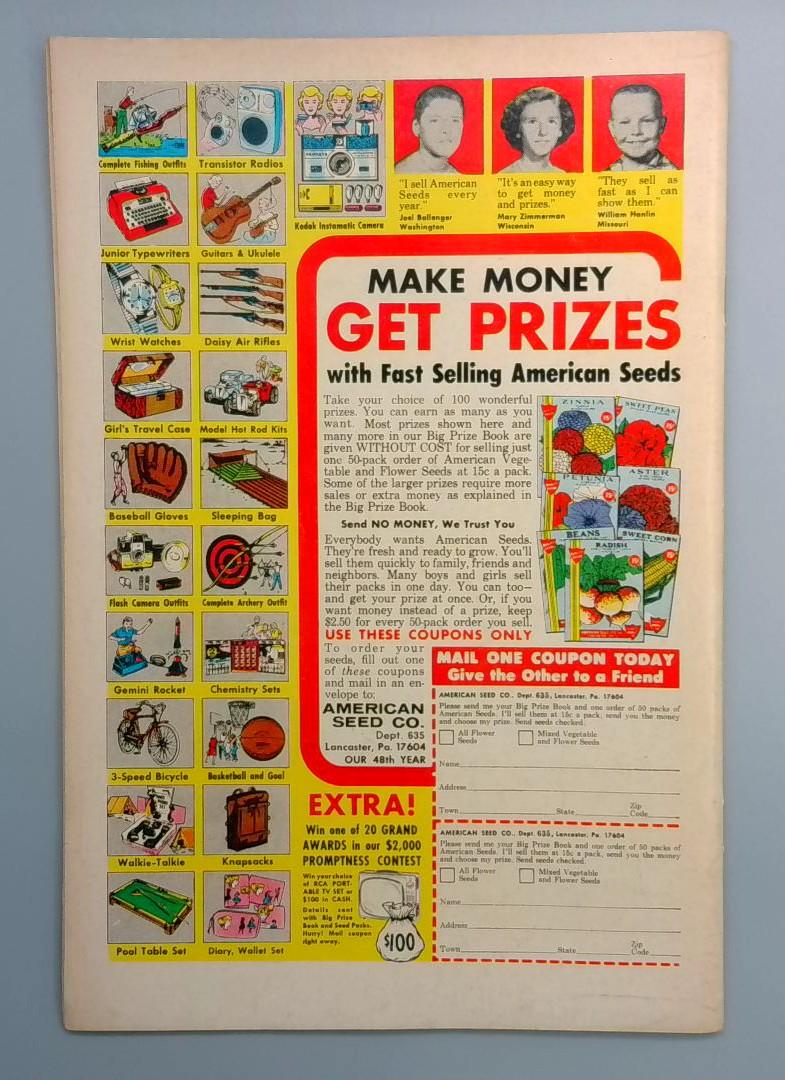 Complete Fishing Outfits
Transistor Radios
Kodak Instamatic Camera
"I sell American
Seeds every
year."
Joel Ballenger
Washington
"It's an easy way
to get money
and prizes."
Mary Zimmerman
Wisconsin
"They sell as
fast as I can
show them."
William Hanlin
Missouri
Junior Typewriters
Guitars & Ukulele
Wrist Watches
Daisy Air Rifles
Girl's Travel Case
Model Hot Rod Kits
Baseball Gloves
Sleeping Bag
Flash Camera Outfits
Complete Archery Outfit
Gemini Rocket
Chemistry Sets
3-Speed Bicycle
Basketball and Goal
Walkie-Talkie
Knapsacks
Pool Table Set
Diary, Wallet Set
MAKE MONEY
GET PRIZES
with Fast Selling American Seeds
Take your choice of 100 wonderful
prizes. You can earn as many as you
want. Most prizes shown here and
many more in our Big Prize Book are
given WITHOUT COST for selling just
one 50-pack order of American Vege-
table and Flower Seeds at 15c a pack.
Some of the larger prizes require more
sales or extra money as explained in
the Big Prize Book.
Send NO MONEY, We Trust You
Everybody wants American Seeds.
They're fresh and ready to grow. You'll
sell them quickly to family, friends and
neighbors. Many boys and girls sell
their packs in one day. You can too—
and get your prize at once. Or, if you
want money instead of a prize, keep
$2.50 for every 50-pack order you sell.
USE THESE COUPONS ONLY
To order your
seeds, fill out one
of these coupons
and mail in an en-
velope to:
AMERICAN
SEED CO.
Dept. 635
Lancaster, Pa. 17604
OUR 48th YEAR
ZINNIA
15¢
SWEET PEAS
15¢
PETUNIA
15¢
ASTER
15¢
BEANS
SWEET CORN
RADISH
15¢
MAIL ONE COUPON TODAY
Give the Other to a Friend
AMERICAN SEED CO. Dept. 635, Lancaster, Pa. 17604
Please send me your Big Prize Book and one order of 50 packs of
American Seeds. I'll sell them at 15c a pack, send you the money
and choose my prize. Send seeds checked.
All Flower
Seeds
Mixed Vegetable
and Flower Seeds
Name
Address
Town State Zip
Code
AMERICAN SEED CO., Dept. 635, Lancaster, Pa. 17604
Please send me your Big Prize Book and one order of 50 packs of
American Seeds. I'll sell them at 15c a pack, send you the money
and choose my prize. Send seeds checked.
All Flower
Seeds
Mixed Vegetable
and Flower Seeds
Name
Address
Town State Zip
Code
EXTRA!
Win one of 20 GRAND
AWARDS in our $2,000
PROMPTNESS CONTEST
Win your choice
of RCA PORT-
ABLE TV SET or
$100 in CASH.
Details sent
with Big Prize
Book and Seed Packs.
Hurry! Mail coupon
right away.
$100